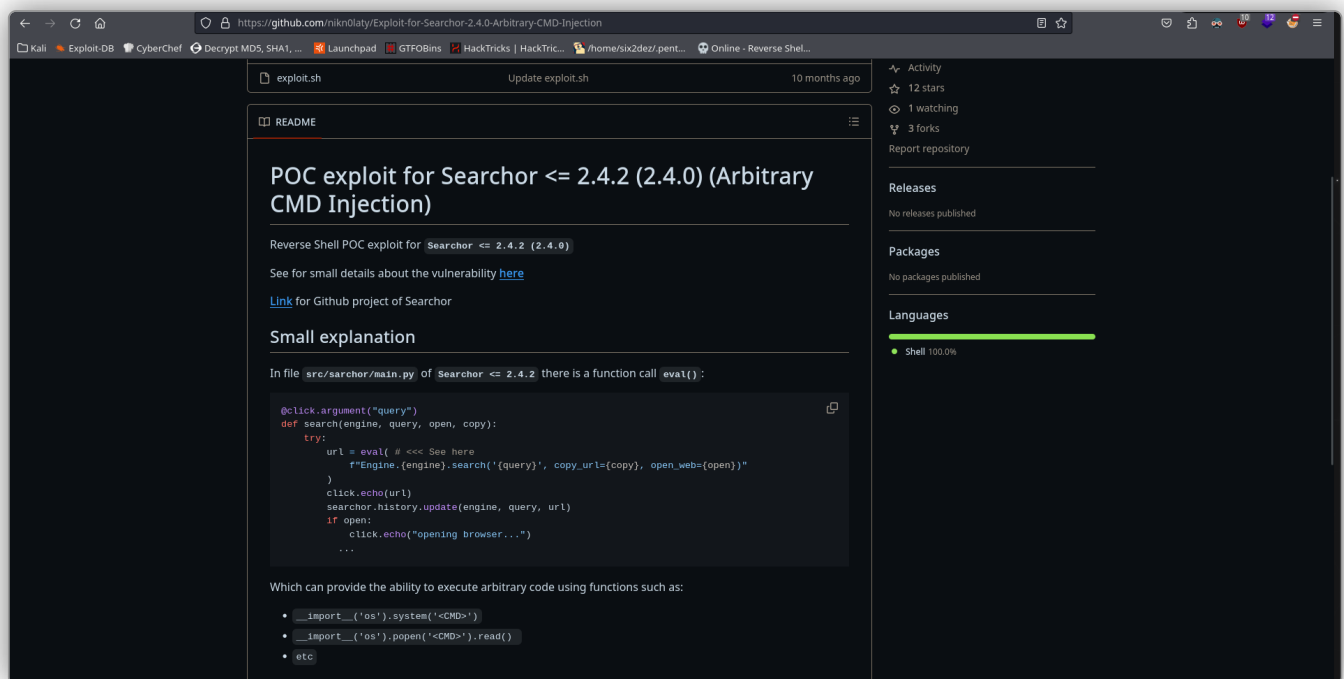 https://github.com/nikn0laty/Exploit-for-Searchor-2.4.0-Arbitrary-CMD-Injection
10
12
Kali
Exploit-DB
CyberChef
Decrypt MD5, SHA1, ...
Launchpad
GTFOBins
HackTricks | HackTric...
/home/six2dez/.pent...
Online - Reverse Shel...
exploit.sh
Update exploit.sh
10 months ago
README
POC exploit for Searchor <= 2.4.2 (2.4.0) (Arbitrary
CMD Injection)
Reverse Shell POC exploit for Searchor <= 2.4.2 (2.4.0)
See for small details about the vulnerability here
Link for Github project of Searchor
Small explanation
In file src/sarchor/main.py of Searchor <= 2.4.2 there is a function call eval():
@click.argument("query")
def search(engine, query, open, copy):
    try:
        url = eval( # <<< See here
            f"Engine.{engine}.search('{query}', copy_url={copy}, open_web={open})"
        )
        click.echo(url)
        searchor.history.update(engine, query, url)
        if open:
            click.echo("opening browser...")
          ...
Which can provide the ability to execute arbitrary code using functions such as:
• __import__('os').system('<CMD>')
• __import__('os').popen('<CMD>').read()
• etc
Activity
12 stars
1 watching
3 forks
Report repository
Releases
No releases published
Packages
No packages published
Languages
Shell 100.0%